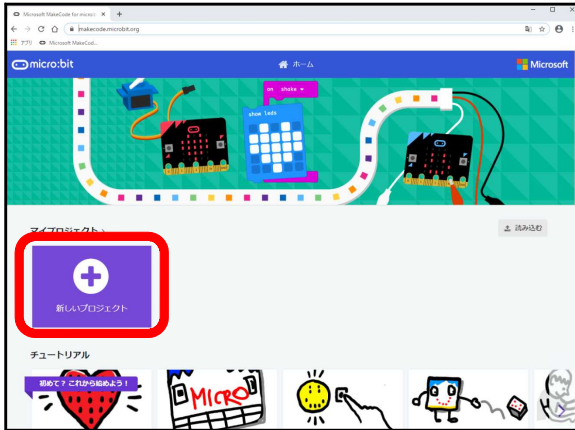 Microsoft MakeCode for micro:b
makecode.microbit.org
アプリ Microsoft MakeCod...
micro:bit
ホーム
Microsoft
on shake
show leds
マイプロジェクト >
読み込む
新しいプロジェクト
チュートリアル
初めて？これから始めよう！
MICRO